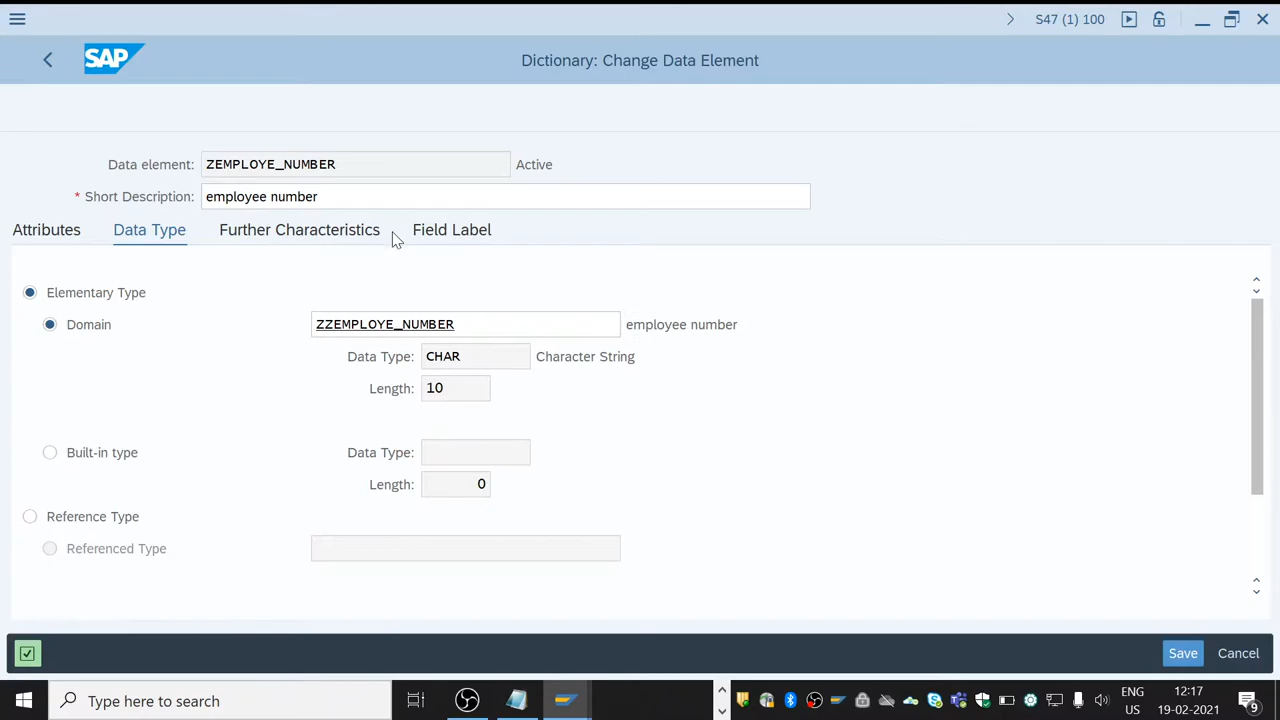 S47 (1) 100
SAP
Dictionary: Change Data Element
Data element: ZEMPLOYE_NUMBER Active
* Short Description: employee number
Attributes Data Type Further Characteristics Field Label
Elementary Type
Domain ZZEMPLOYE_NUMBER employee number
Data Type: CHAR Character String
Length: 10
Built-in type Data Type:
Length: 0
Reference Type
Referenced Type
Save Cancel
Type here to search
ENG 12:17
US 19-02-2021
9